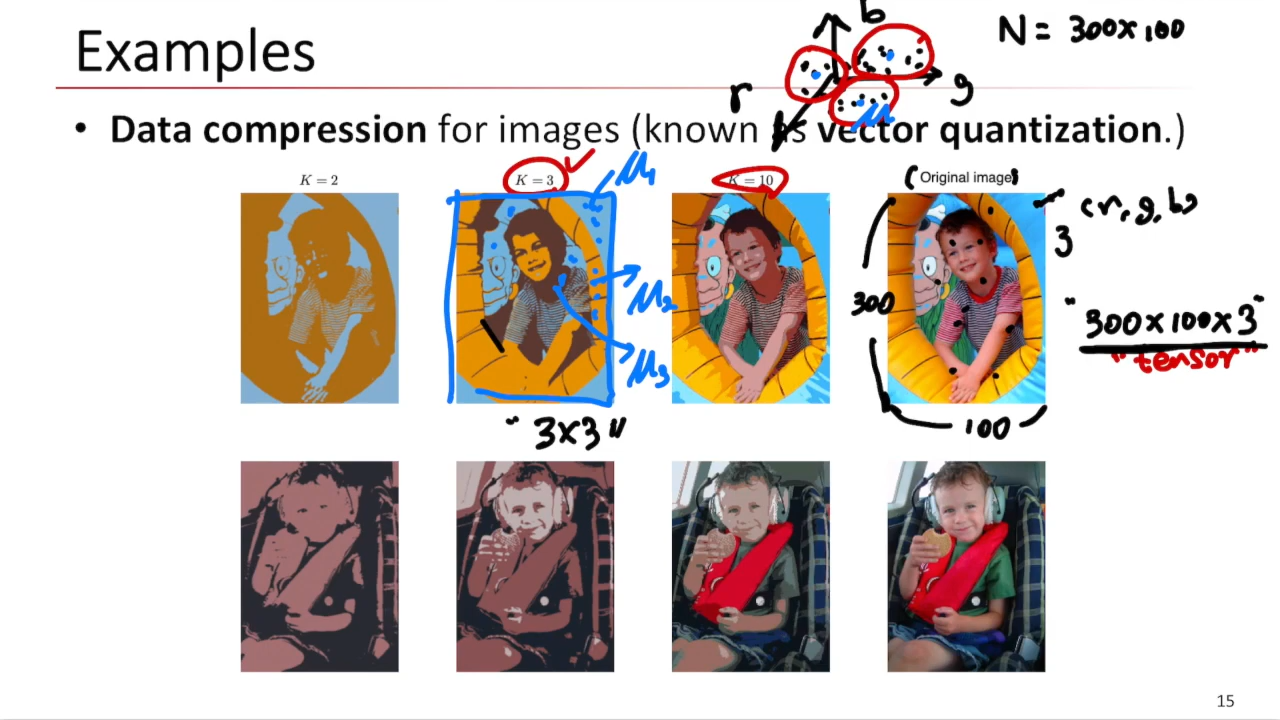 Examples
N = 300x100
b
r
g
• Data compression for images (known as vector quantization.)
K = 2
K = 3
K = 10
Original image
μ1
μ2
μ3
μ
(r, g, b)
3
300
100
"300x100x3"
"tensor"
"3x3"
15